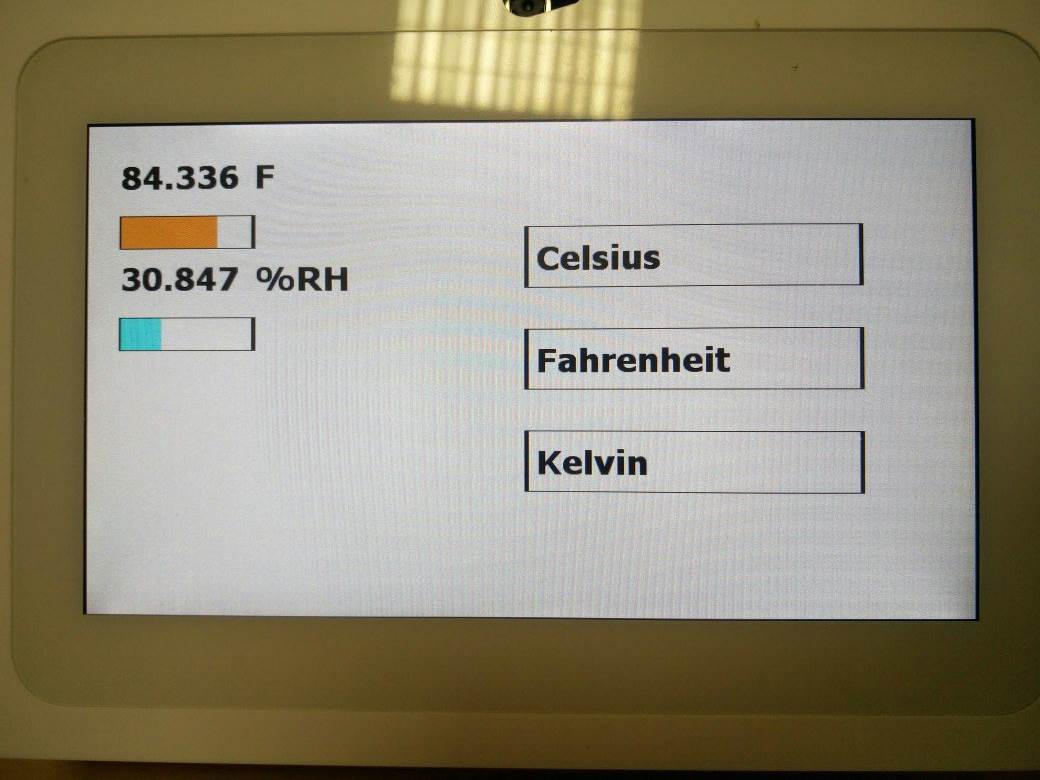 84.336 F
30.847 %RH
Celsius
Fahrenheit
Kelvin